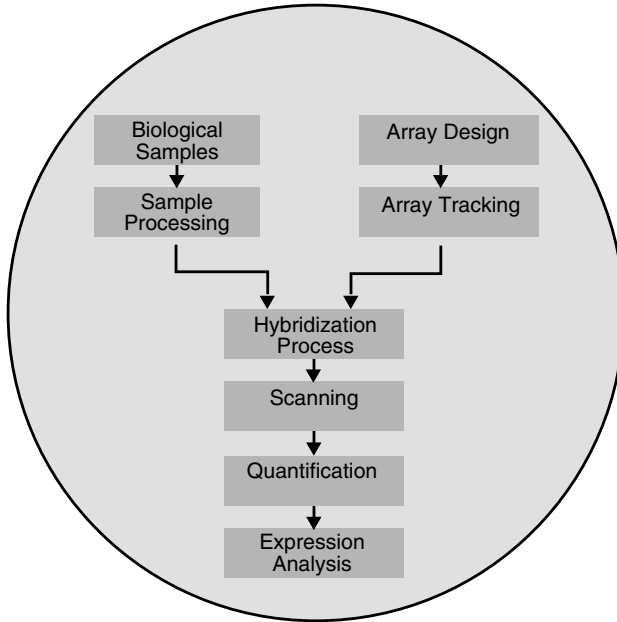 Biological
Samples
Array Design
Sample
Processing
Array Tracking
Hybridization
Process
Scanning
Quantification
Expression
Analysis